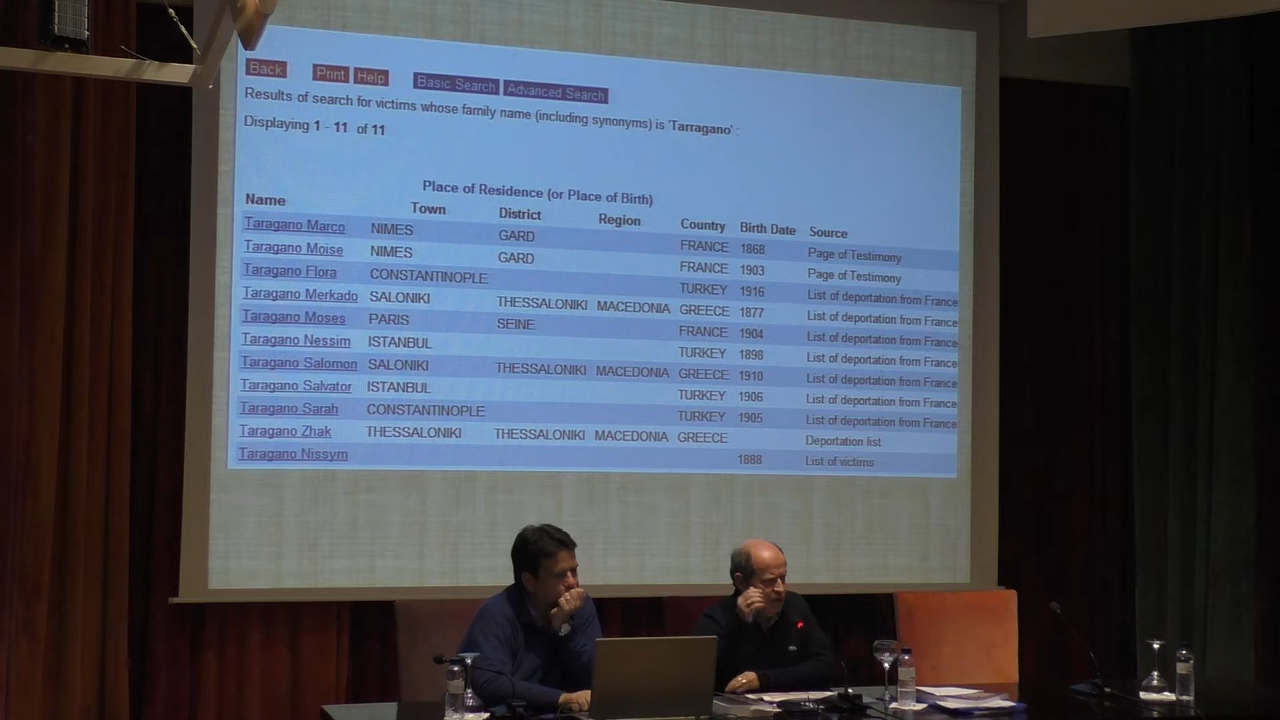 Back Print Help Basic Search Advanced Search
Results of search for victims whose family name (including synonyms) is 'Tarragano' :
Displaying 1 - 11 of 11
Place of Residence (or Place of Birth)
Name Town District Region Country Birth Date Source
Taragano Marco NIMES GARD FRANCE 1868 Page of Testimony
Taragano Moise NIMES GARD FRANCE 1903 Page of Testimony
Taragano Flora CONSTANTINOPLE TURKEY 1916 List of deportation from France
Taragano Merkado SALONIKI THESSALONIKI MACEDONIA GREECE 1877 List of deportation from France
Taragano Moses PARIS SEINE FRANCE 1904 List of deportation from France
Taragano Nessim ISTANBUL TURKEY 1898 List of deportation from France
Taragano Salomon SALONIKI THESSALONIKI MACEDONIA GREECE 1910 List of deportation from France
Taragano Salvator ISTANBUL TURKEY 1906 List of deportation from France
Taragano Sarah CONSTANTINOPLE TURKEY 1905 List of deportation from France
Taragano Zhak THESSALONIKI THESSALONIKI MACEDONIA GREECE Deportation list
Taragano Nissym 1888 List of victims